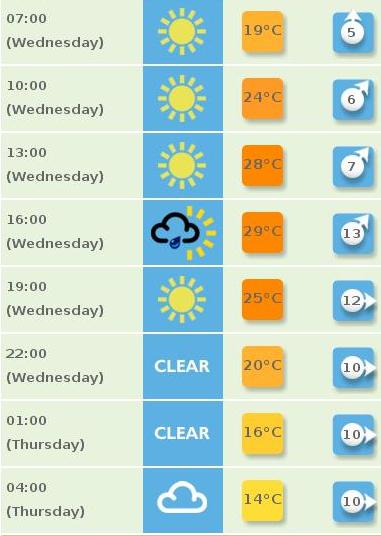 07:00
(Wednesday)
19°C
5
10:00
(Wednesday)
24°C
6
13:00
(Wednesday)
28°C
7
16:00
(Wednesday)
29°C
13
19:00
(Wednesday)
25°C
12
22:00
(Wednesday)
CLEAR
20°C
10
01:00
(Thursday)
CLEAR
16°C
10
04:00
(Thursday)
14°C
10